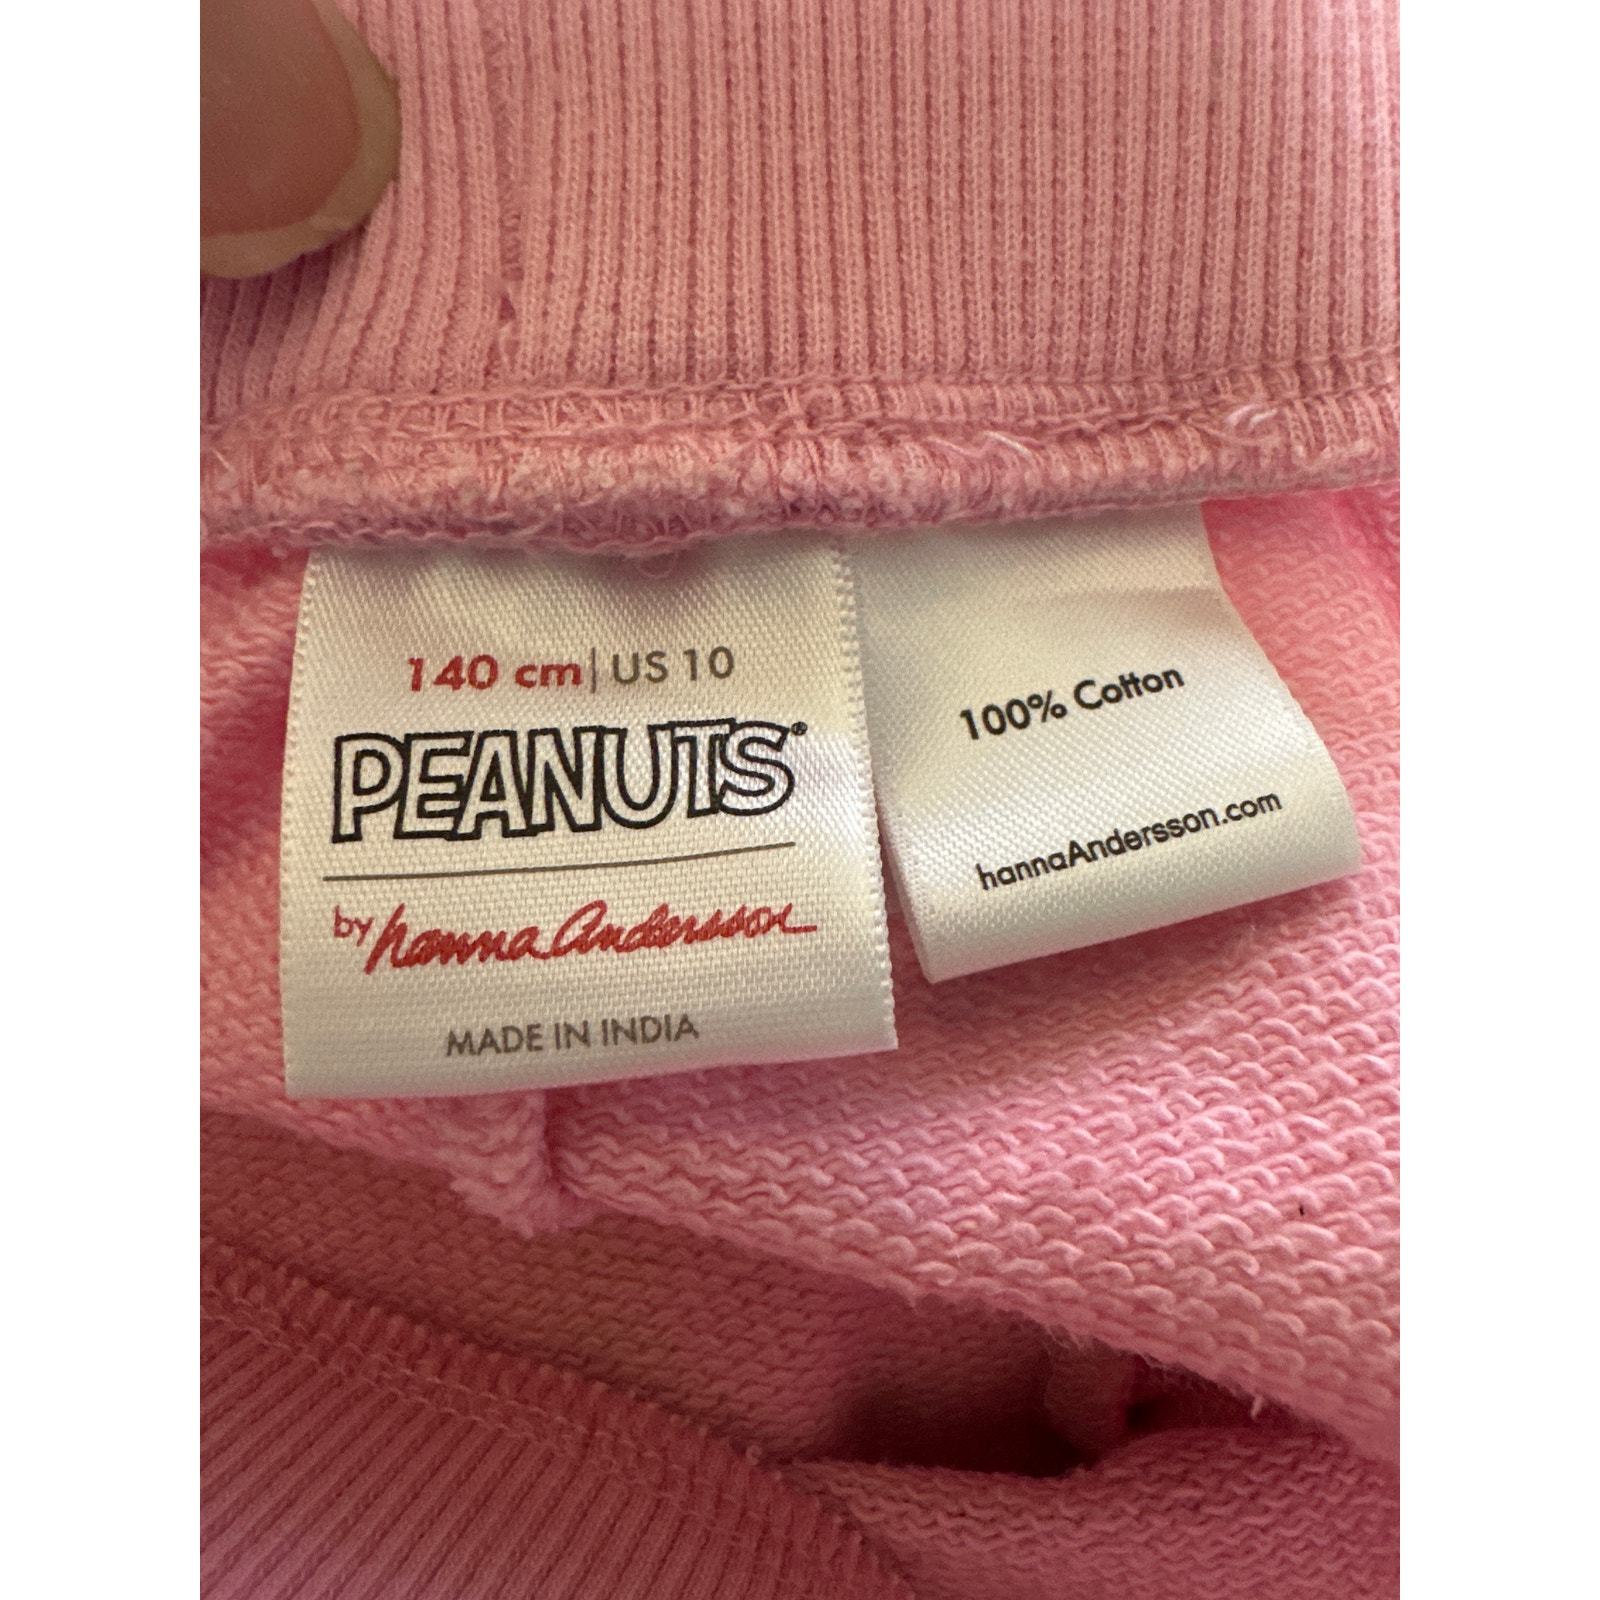 140 cm | US 10
PEANUTS®
by hanna Andersson
MADE IN INDIA
100% Cotton
hannaAndersson.com